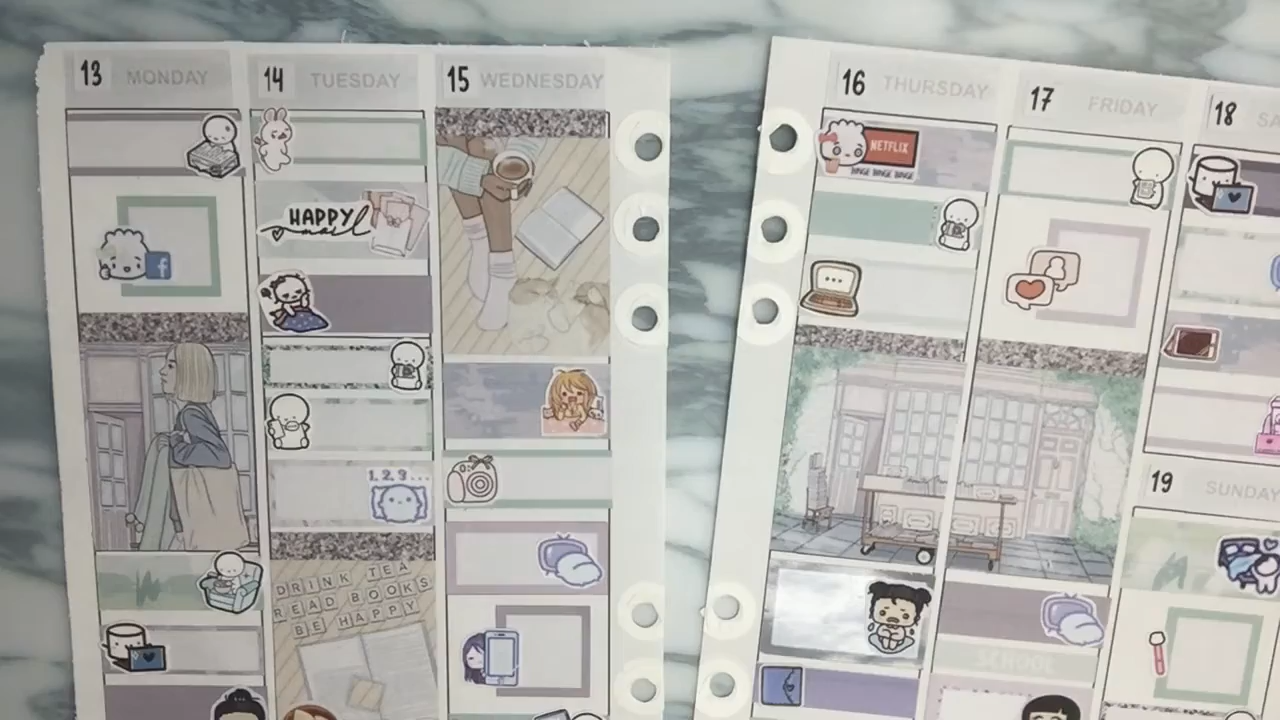 13 MONDAY
14 TUESDAY
15 WEDNESDAY
16 THURSDAY
17 FRIDAY
18
HAPPY
mail
f
1.2.3...
DRINK TEA
READ BOOKS
BE HAPPY
NETFLIX
BINGE BINGE BINGE
19 SUNDAY
SCHOOL